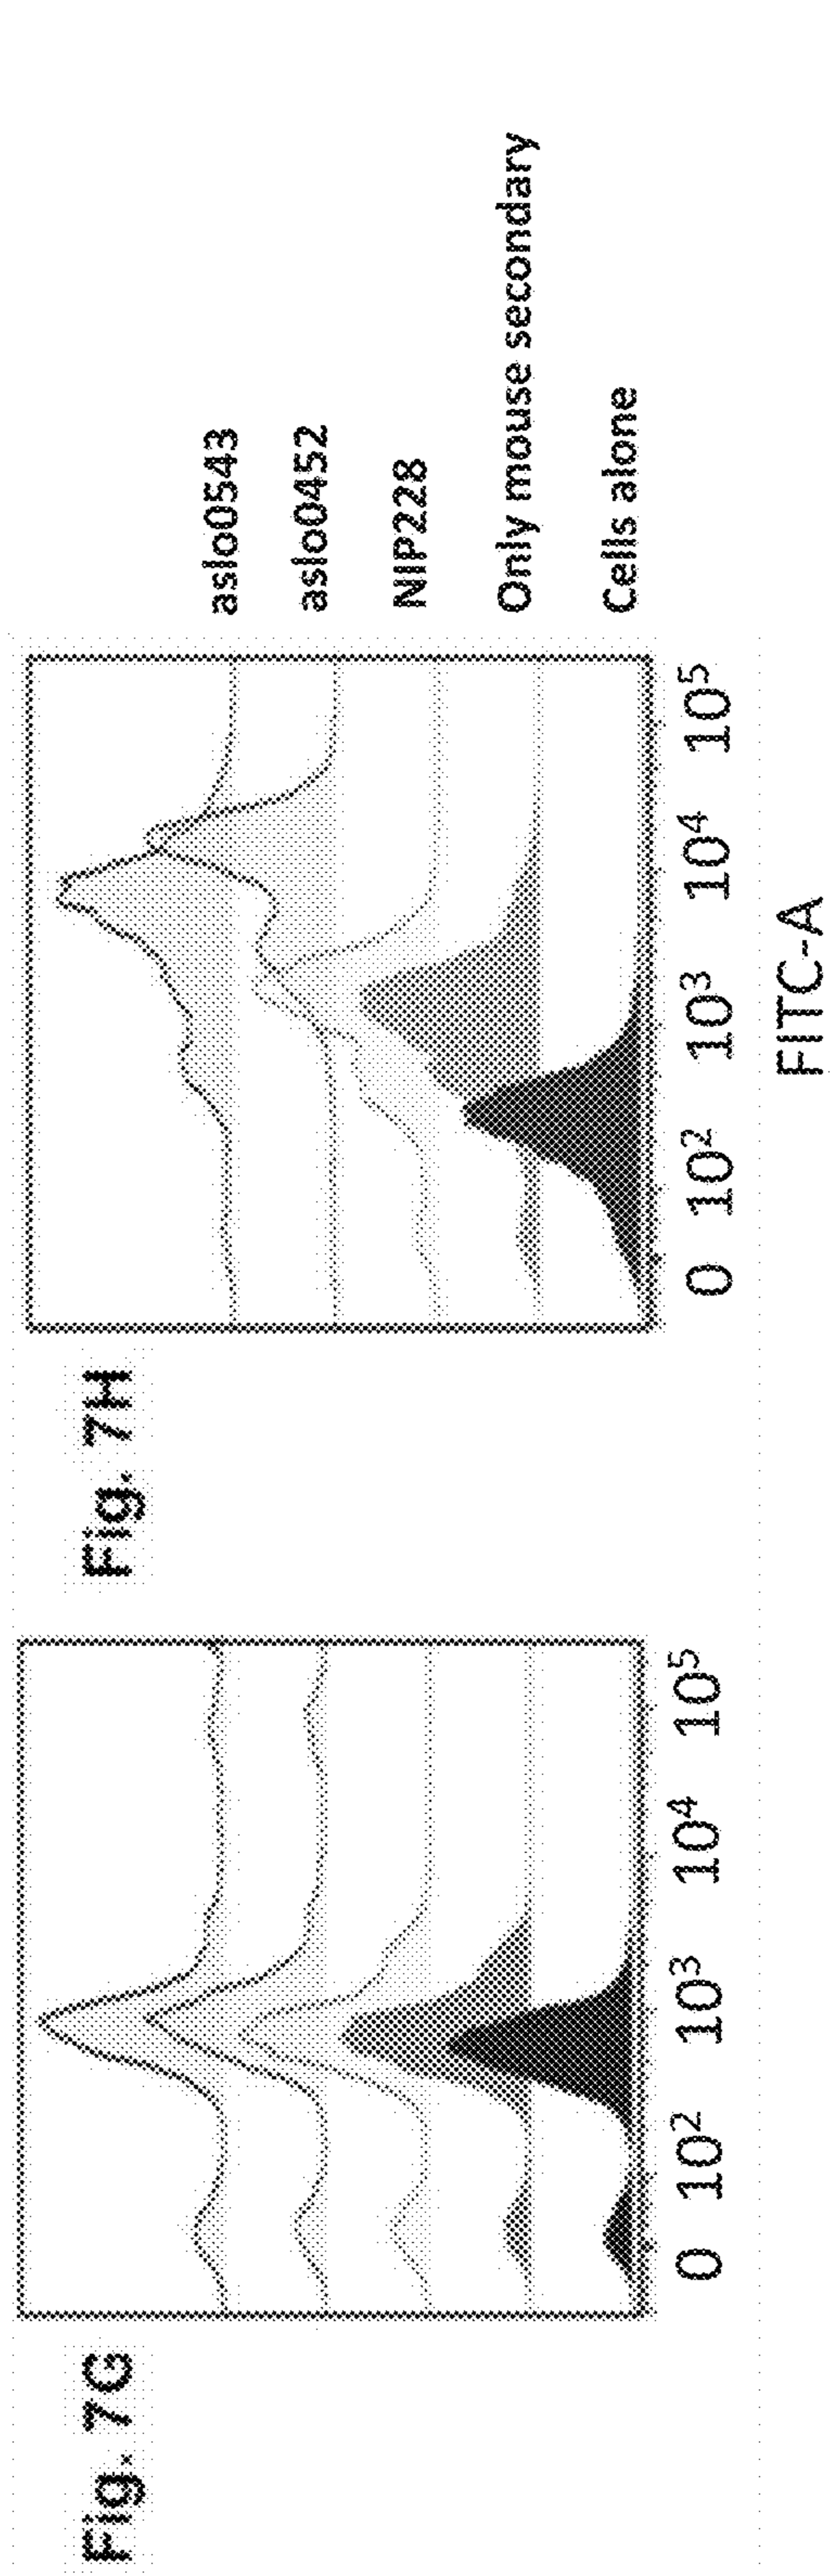 Fig. 7G
0 10² 10³ 10⁴ 10⁵
Fig. 7H
0 10² 10³ 10⁴ 10⁵
FITC-A
aslo0543
aslo0452
NIP228
Only mouse secondary
Cells alone